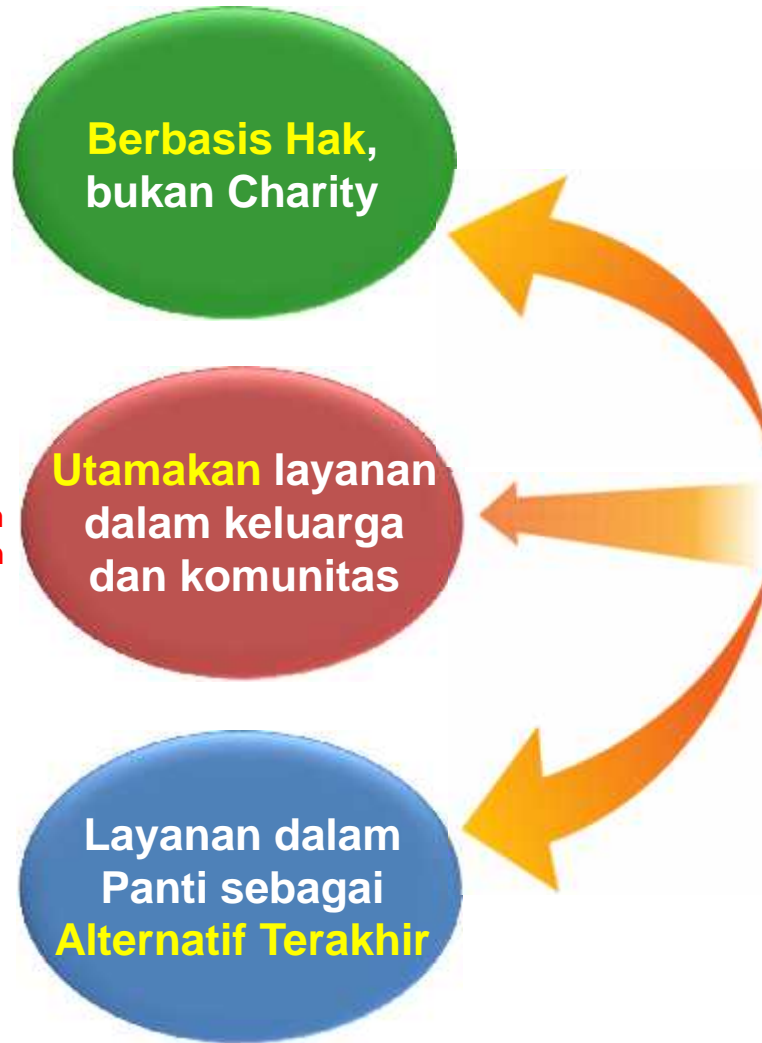 Berbasis Hak,
bukan Charity
Utamakan layanan
dalam keluarga
dan komunitas
Layanan dalam
Panti sebagai
Alternatif Terakhir